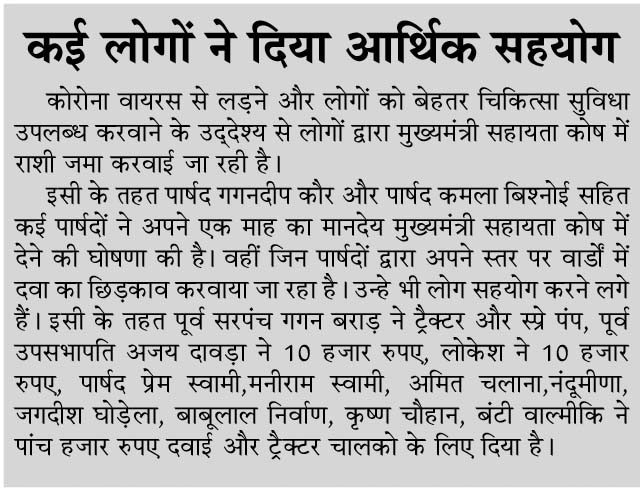 कई लोगों ने दिया आर्थिक सहयोग
कोरोना वायरस से लड़ने और लोगों को बेहतर चिकित्सा सुविधा
उपलब्ध करवाने के उद्देश्य से लोगों द्वारा मुख्यमंत्री सहायता कोष में
राशी जमा करवाई जा रही है।
इसी के तहत पार्षद गगनदीप कौर और पार्षद कमला बिश्नोई सहित
कई पार्षदों ने अपने एक माह का मानदेय मुख्यमंत्री सहायता कोष में
देने की घोषणा की है। वहीं जिन पार्षदों द्वारा अपने स्तर पर वार्डों में
दवा का छिड़काव करवाया जा रहा है। उन्हे भी लोग सहयोग करने लगे
हैं। इसी के तहत पूर्व सरपंच गगन बराड़ ने ट्रैक्टर और स्प्रे पंप, पूर्व
उपसभापति अजय दावड़ा ने 10 हजार रुपए, लोकेश ने 10 हजार
रुपए, पार्षद प्रेम स्वामी,मनीराम स्वामी, अमित चलाना,नंदूमीणा,
जगदीश घोड़ेला, बाबूलाल निर्वाण, कृष्ण चौहान, बंटी वाल्मीकि ने
पांच हजार रुपए दवाई और ट्रैक्टर चालको के लिए दिया है।